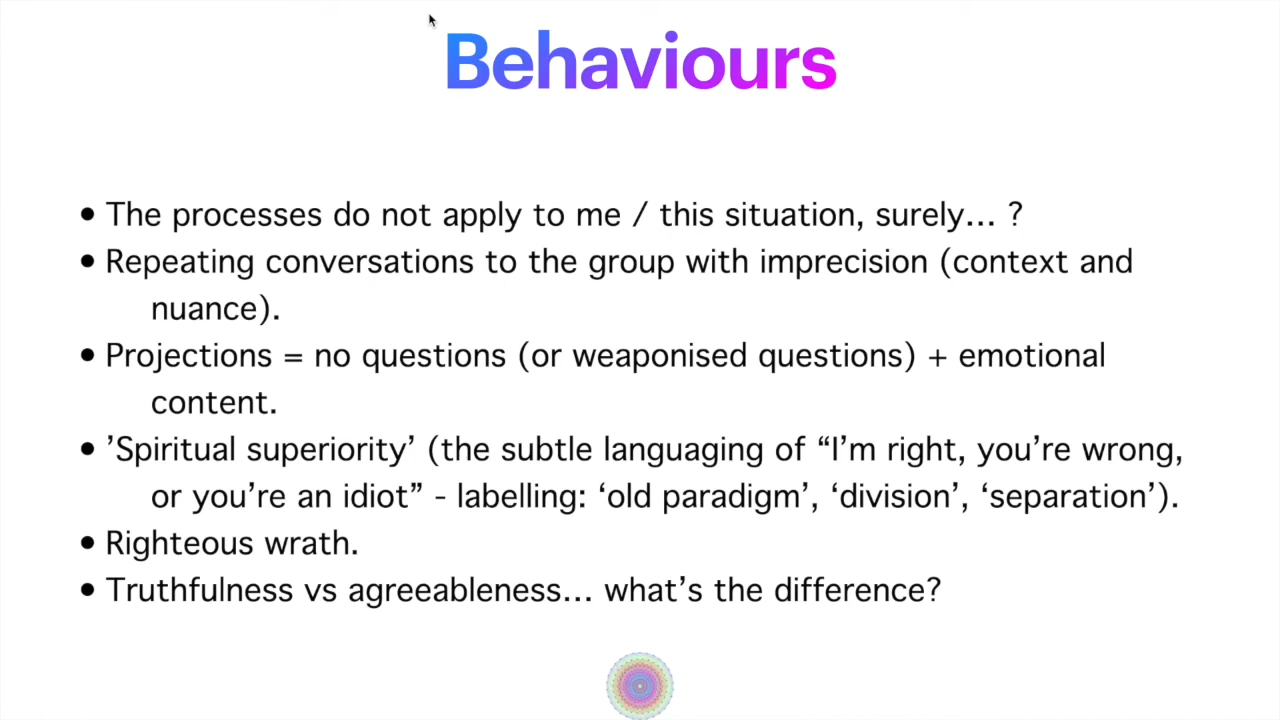 Behaviours
• The processes do not apply to me / this situation, surely… ?
• Repeating conversations to the group with imprecision (context and
nuance).
• Projections = no questions (or weaponised questions) + emotional
content.
• ’Spiritual superiority’ (the subtle languaging of “I’m right, you’re wrong,
or you’re an idiot” - labelling: ‘old paradigm’, ‘division’, ‘separation’).
• Righteous wrath.
• Truthfulness vs agreeableness… what’s the difference?